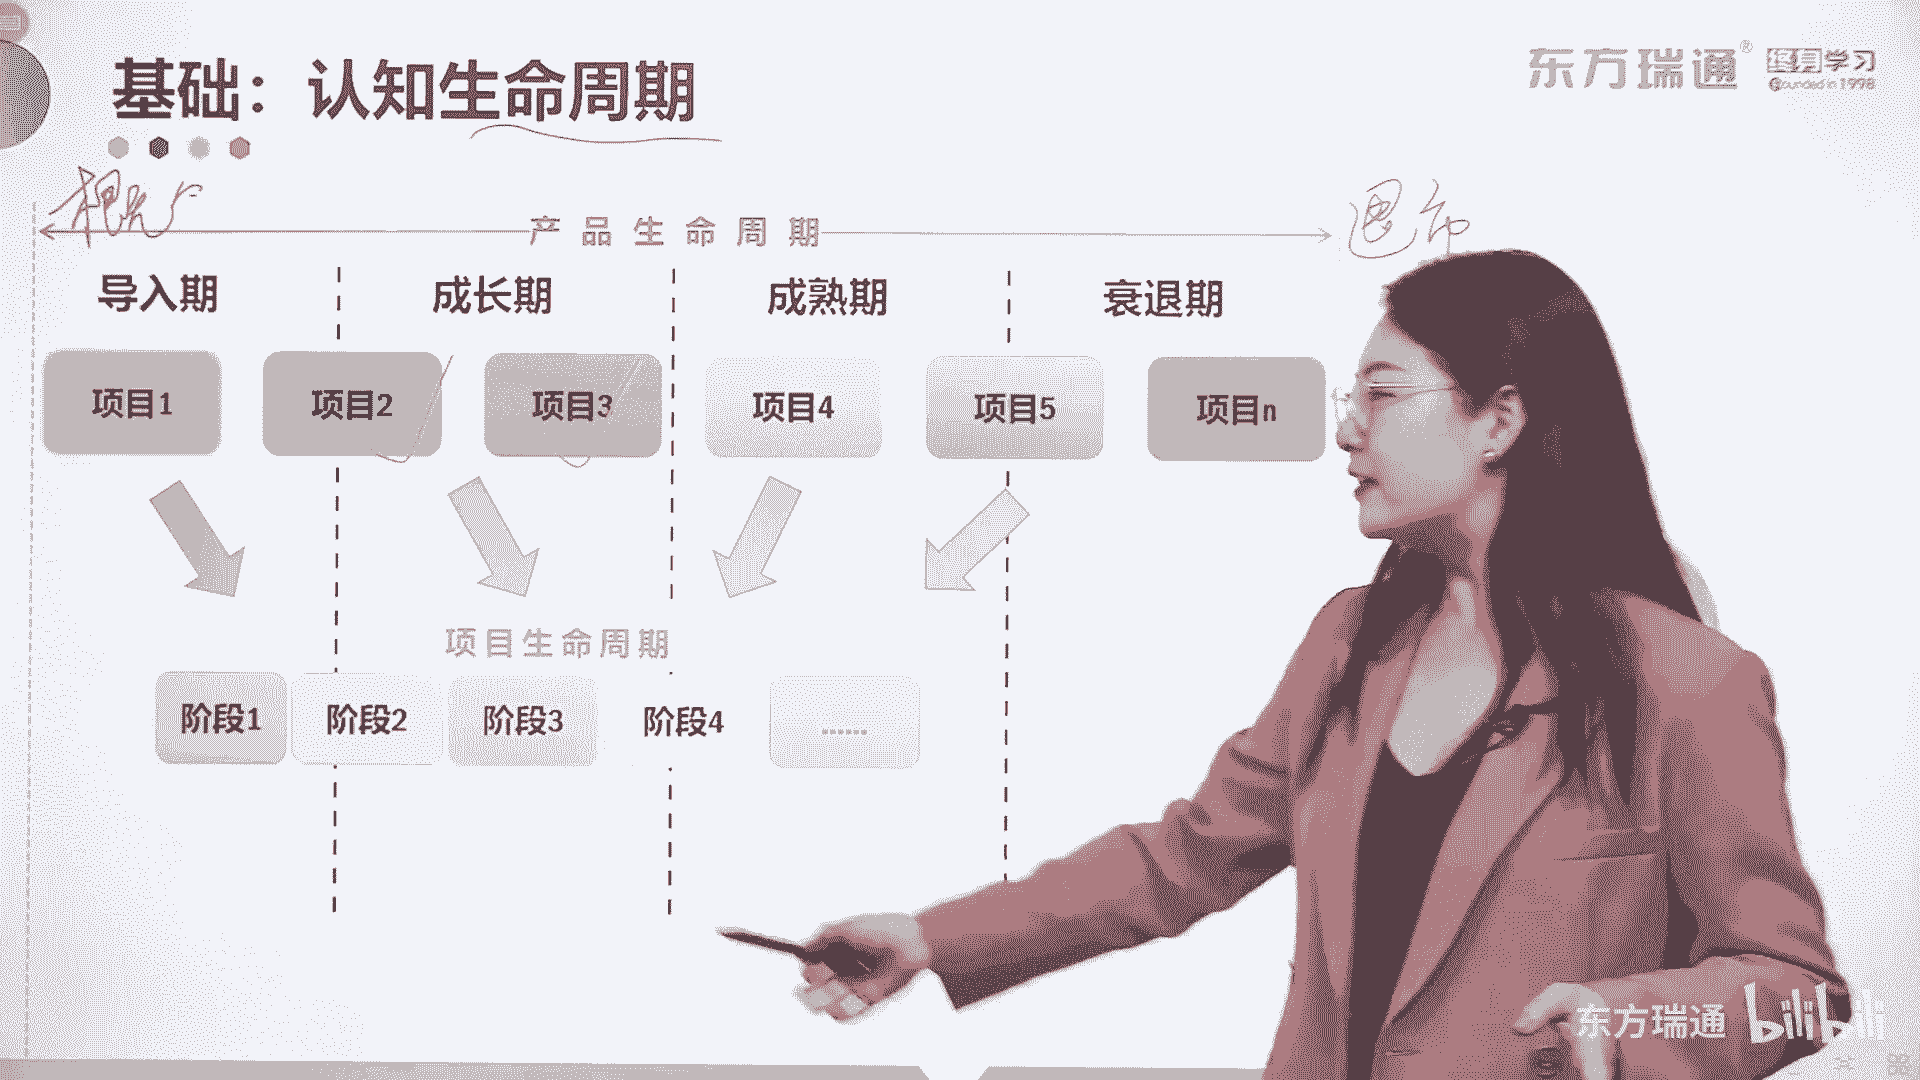 基础：认知生命周期
东方瑞通® 终身学习
Founded in 1998
概念
退市
产品生命周期
导入期 成长期 成熟期 衰退期
项目1 项目2 项目3 项目4 项目5 项目n
项目生命周期
阶段1 阶段2 阶段3 阶段4 ……
东方瑞通 bilibili